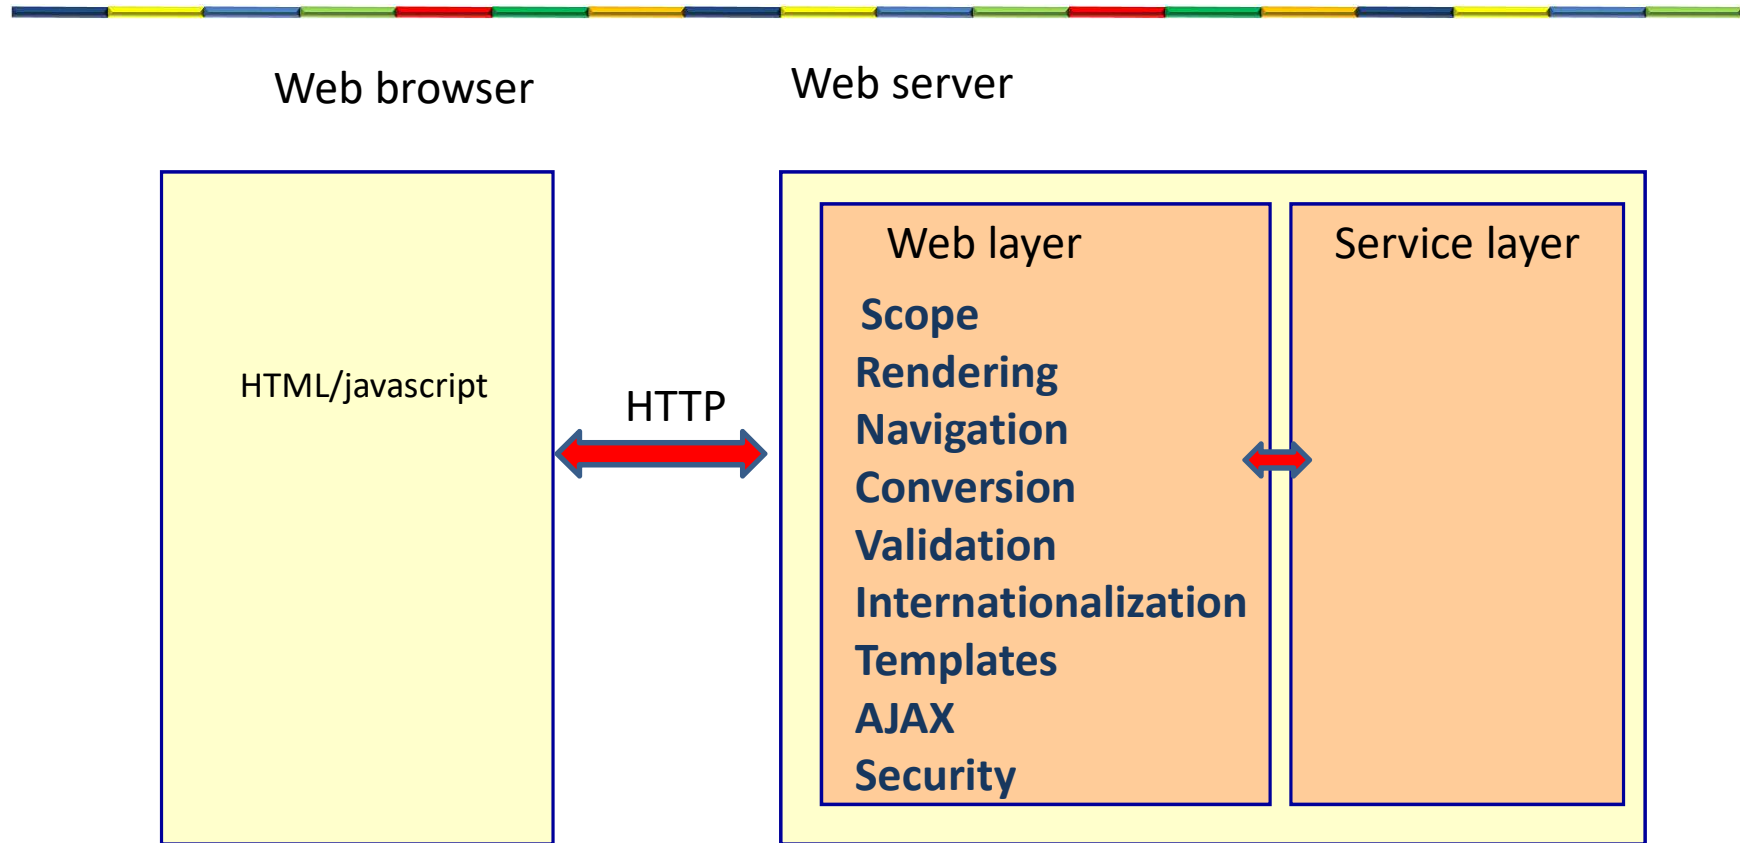 Web browser
Web server
HTML/javascript
HTTP
Web layer
Scope
Rendering
Navigation
Conversion
Validation
Internationalization
Templates
AJAX
Security
Service layer